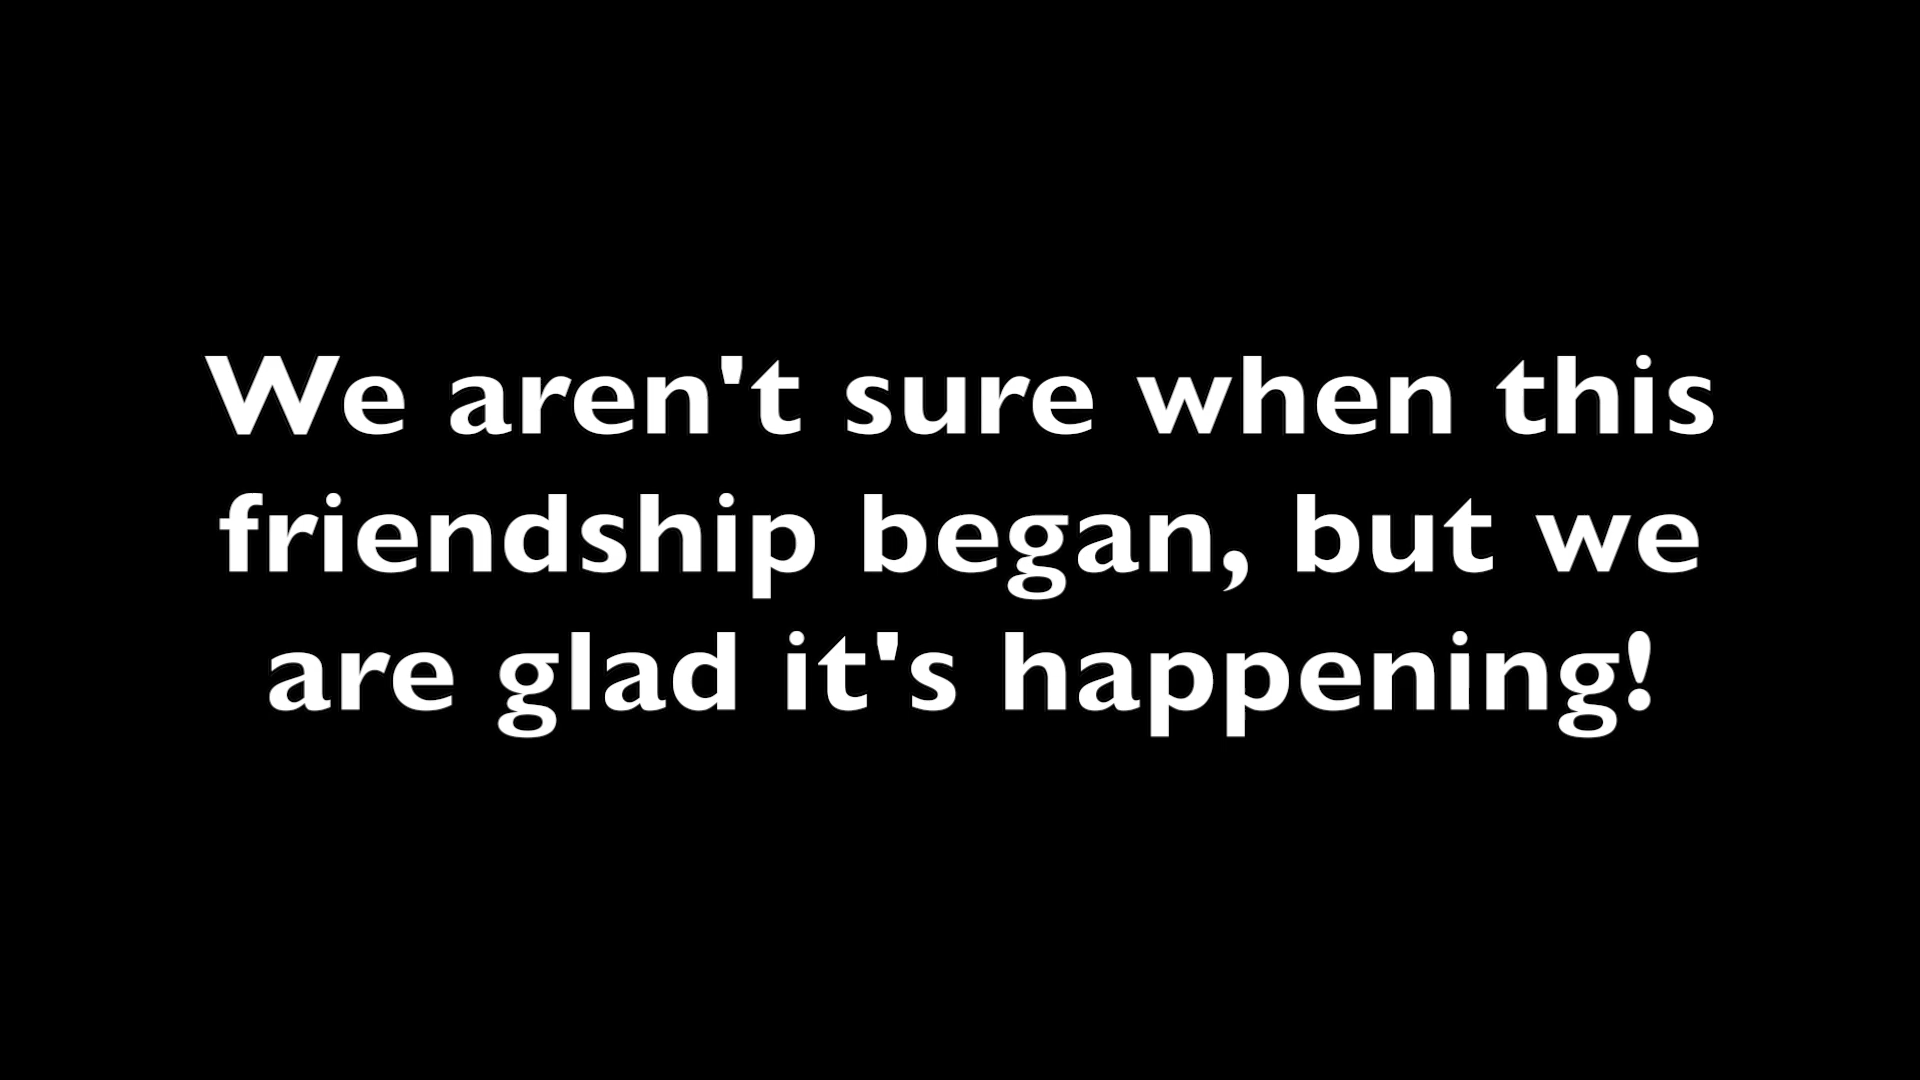 We aren't sure when this
friendship began, but we
are glad it's happening!